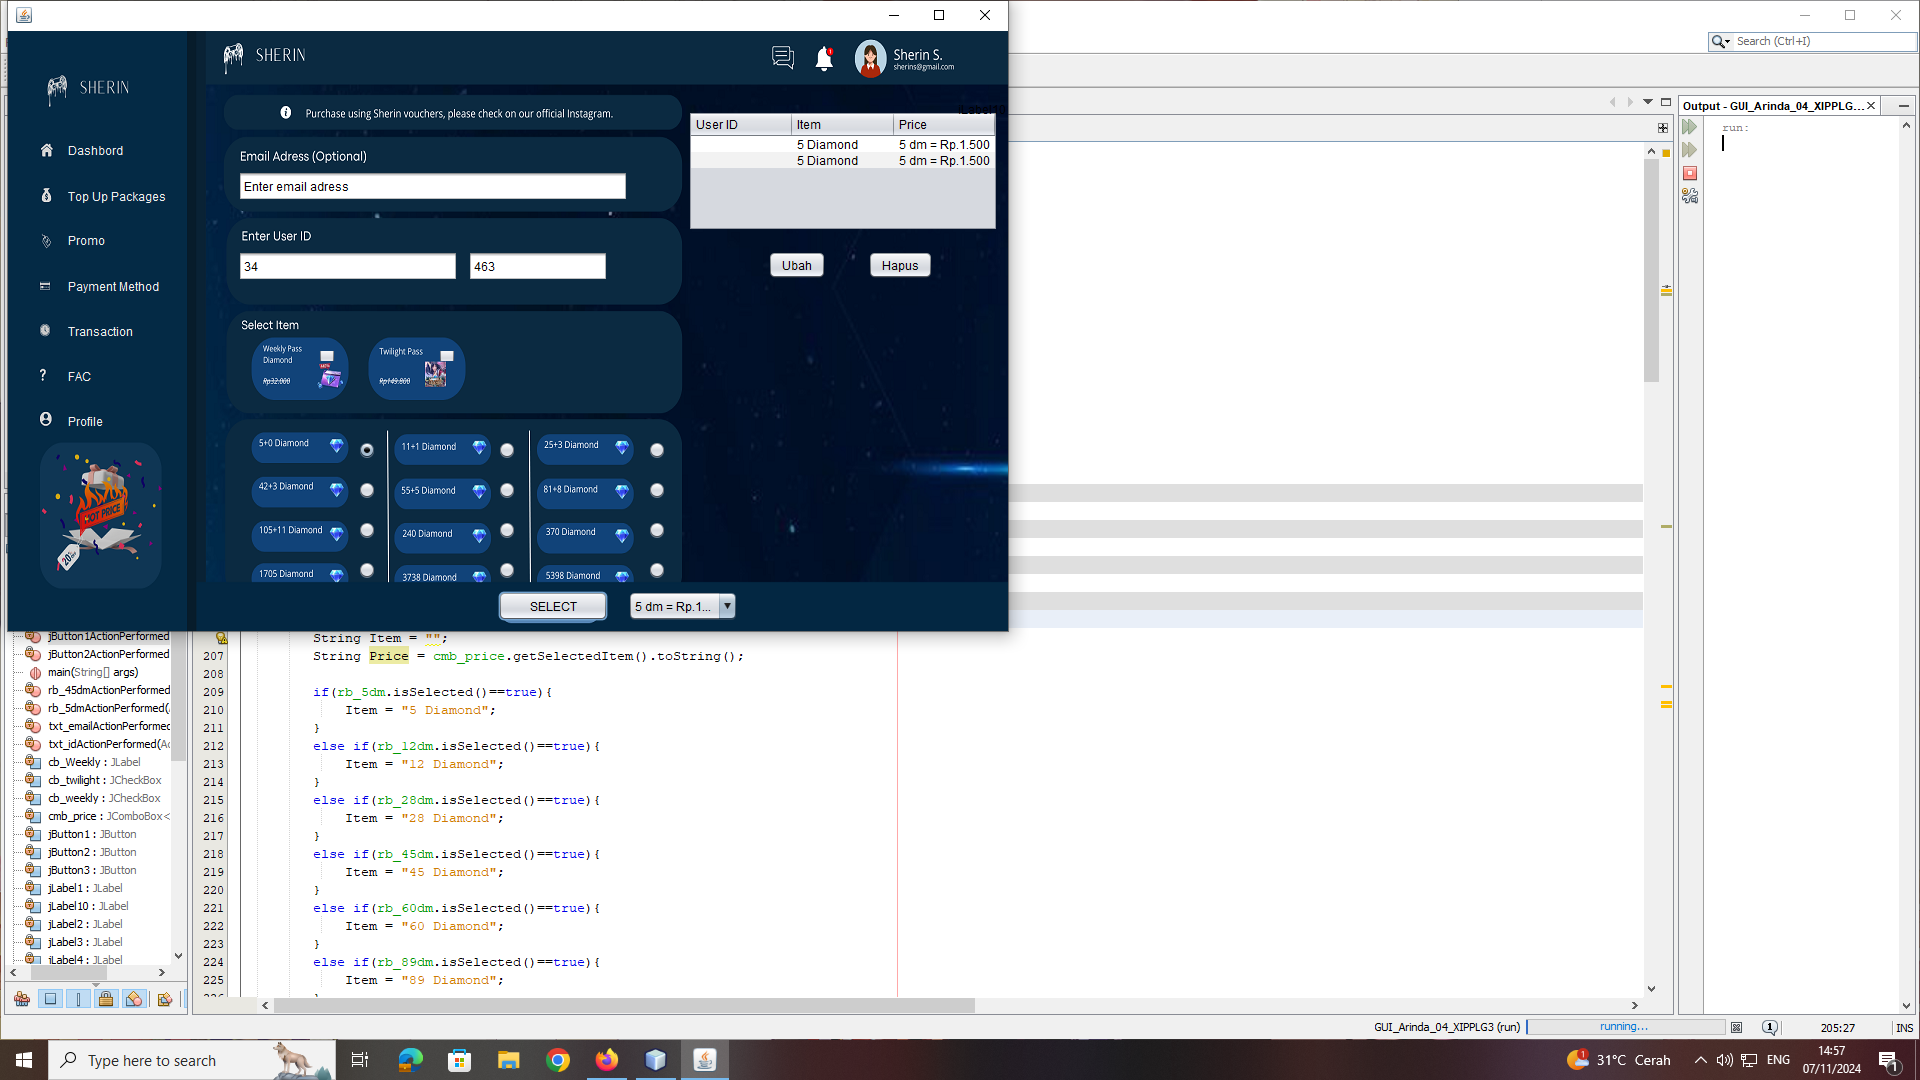 SHERIN
Dashbord
Top Up Packages
Promo
Payment Method
Transaction
FAC
Profile
HOT PRICE
20%
SHERIN
1
Sherin S.
sherins@gmail.com
Purchase using Sherin vouchers, please check on our official Instagram.
Email Adress (Optional)
Enter email adress
Enter User ID
34
463
Select Item
Weekly Pass
Diamond
Rp32.000
Twilight Pass
Rp149.800
5+0 Diamond
11+1 Diamond
25+3 Diamond
42+3 Diamond
55+5 Diamond
81+8 Diamond
105+11 Diamond
240 Diamond
370 Diamond
1705 Diamond
3738 Diamond
5398 Diamond
User ID Item Price
5 Diamond 5 dm = Rp.1.500
5 Diamond 5 dm = Rp.1.500
Ubah
Hapus
SELECT
5 dm = Rp.1...
Search (Ctrl+I)
Output - GUI_Arinda_04_XIPPLG...
run:
jButton1ActionPerformed
jButton2ActionPerformed
main(String[] args)
rb_45dmActionPerformed
rb_5dmActionPerformed(
txt_emailActionPerformed
txt_idActionPerformed(Ac
cb_Weekly : JLabel
cb_twilight : JCheckBox
cb_weekly : JCheckBox
cmb_price : JComboBox<
jButton1 : JButton
jButton2 : JButton
jButton3 : JButton
jLabel1 : JLabel
jLabel10 : JLabel
jLabel2 : JLabel
jLabel3 : JLabel
jLabel4 : JLabel
String Item = "";
207 String Price = cmb_price.getSelectedItem().toString();
208
209 if(rb_5dm.isSelected()==true){
210 Item = "5 Diamond";
211 }
212 else if(rb_12dm.isSelected()==true){
213 Item = "12 Diamond";
214 }
215 else if(rb_28dm.isSelected()==true){
216 Item = "28 Diamond";
217 }
218 else if(rb_45dm.isSelected()==true){
219 Item = "45 Diamond";
220 }
221 else if(rb_60dm.isSelected()==true){
222 Item = "60 Diamond";
223 }
224 else if(rb_89dm.isSelected()==true){
225 Item = "89 Diamond";
GUI_Arinda_04_XIPPLG3 (run)
running...
1
205:27
INS
Type here to search
1
31°C Cerah
ENG
14:57
07/11/2024
1